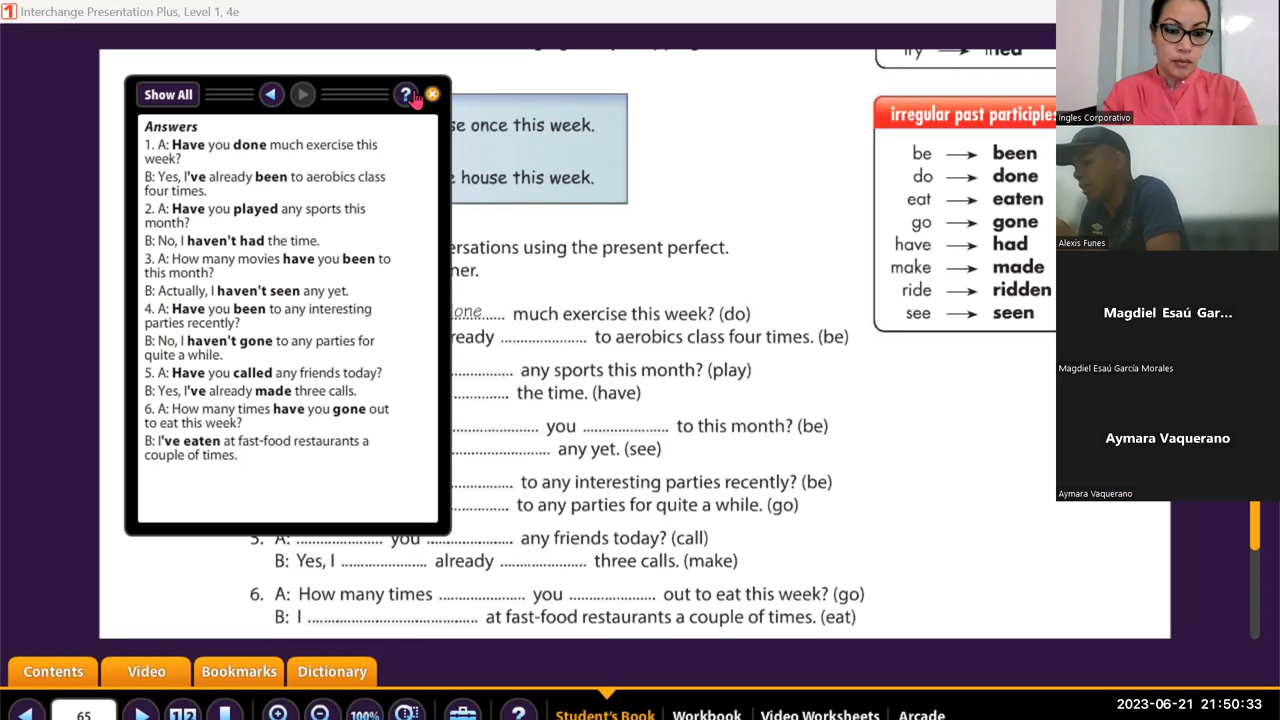 Interchange Presentation Plus, Level 1, 4e
try → tried
irregular past participles
be → been
do → done
eat → eaten
go → gone
have → had
make → made
ride → ridden
see → seen
Show All
?
Answers
1. A: Have you done much exercise this
week?
B: Yes, I've already been to aerobics class
four times.
2. A: Have you played any sports this
month?
B: No, I haven't had the time.
3. A: How many movies have you been to
this month?
B: Actually, I haven't seen any yet.
4. A: Have you been to any interesting
parties recently?
B: No, I haven't gone to any parties for
quite a while.
5. A: Have you called any friends today?
B: Yes, I've already made three calls.
6. A: How many times have you gone out
to eat this week?
B: I've eaten at fast-food restaurants a
couple of times.
se once this week.
e house this week.
ersations using the present perfect.
ner.
done much exercise this week? (do)
ready .................... to aerobics class four times. (be)
.................... any sports this month? (play)
.................... the time. (have)
.................... you .................... to this month? (be)
.................... any yet. (see)
.................... to any interesting parties recently? (be)
.................... to any parties for quite a while. (go)
5. A: .................... you .................... any friends today? (call)
B: Yes, I .................... already .................... three calls. (make)
6. A: How many times .................... you .................... out to eat this week? (go)
B: I ........................................ at fast-food restaurants a couple of times. (eat)
Ingles Corporativo
Alexis Funes
Magdiel Esaú Gar...
Magdiel Esaú García Morales
Aymara Vaquerano
Aymara Vaquerano
Contents
Video
Bookmarks
Dictionary
65
1 2
100%
?
Student's Book
Workbook
Video Worksheets
Arcade
2023-06-21 21:50:33